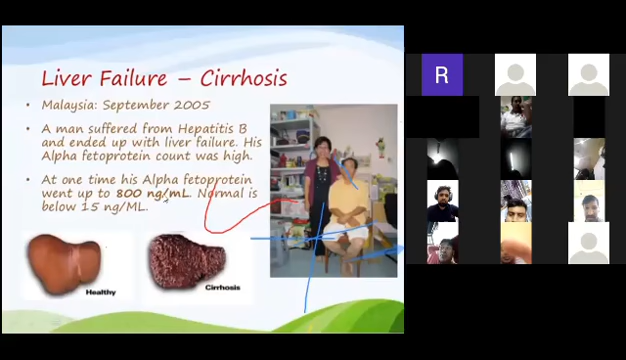 Liver Failure – Cirrhosis
• Malaysia: September 2005
• A man suffered from Hepatitis B
and ended up with liver failure. His
Alpha fetoprotein count was high.
• At one time his Alpha fetoprotein
went up to 800 ng/mL. Normal is
below 15 ng/ML.
Healthy
Cirrhosis
R